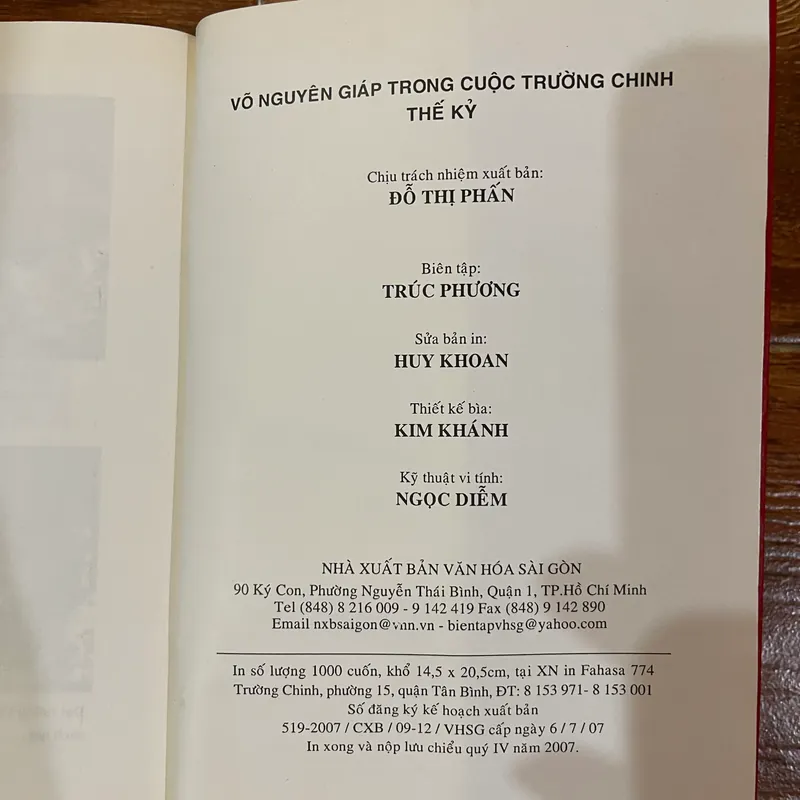 VÕ NGUYÊN GIÁP TRONG CUỘC TRƯỜNG CHINH
THẾ KỶ
Chịu trách nhiệm xuất bản:
ĐỖ THỊ PHẤN
Biên tập:
TRÚC PHƯƠNG
Sửa bản in:
HUY KHOAN
Thiết kế bìa:
KIM KHÁNH
Kỹ thuật vi tính:
NGỌC DIỄM
NHÀ XUẤT BẢN VĂN HÓA SÀI GÒN
90 Ký Con, Phường Nguyễn Thái Bình, Quận 1, TP.Hồ Chí Minh
Tel (848) 8 216 009 - 9 142 419 Fax (848) 9 142 890
Email nxbsaigon@vnn.vn - bientapvhsg@yahoo.com
In số lượng 1000 cuốn, khổ 14,5 x 20,5cm, tại XN in Fahasa 774
Trường Chinh, phường 15, quận Tân Bình, ĐT: 8 153 971- 8 153 001
Số đăng ký kế hoạch xuất bản
519-2007 / CXB / 09-12 / VHSG cấp ngày 6 / 7 / 07
In xong và nộp lưu chiểu quý IV năm 2007.